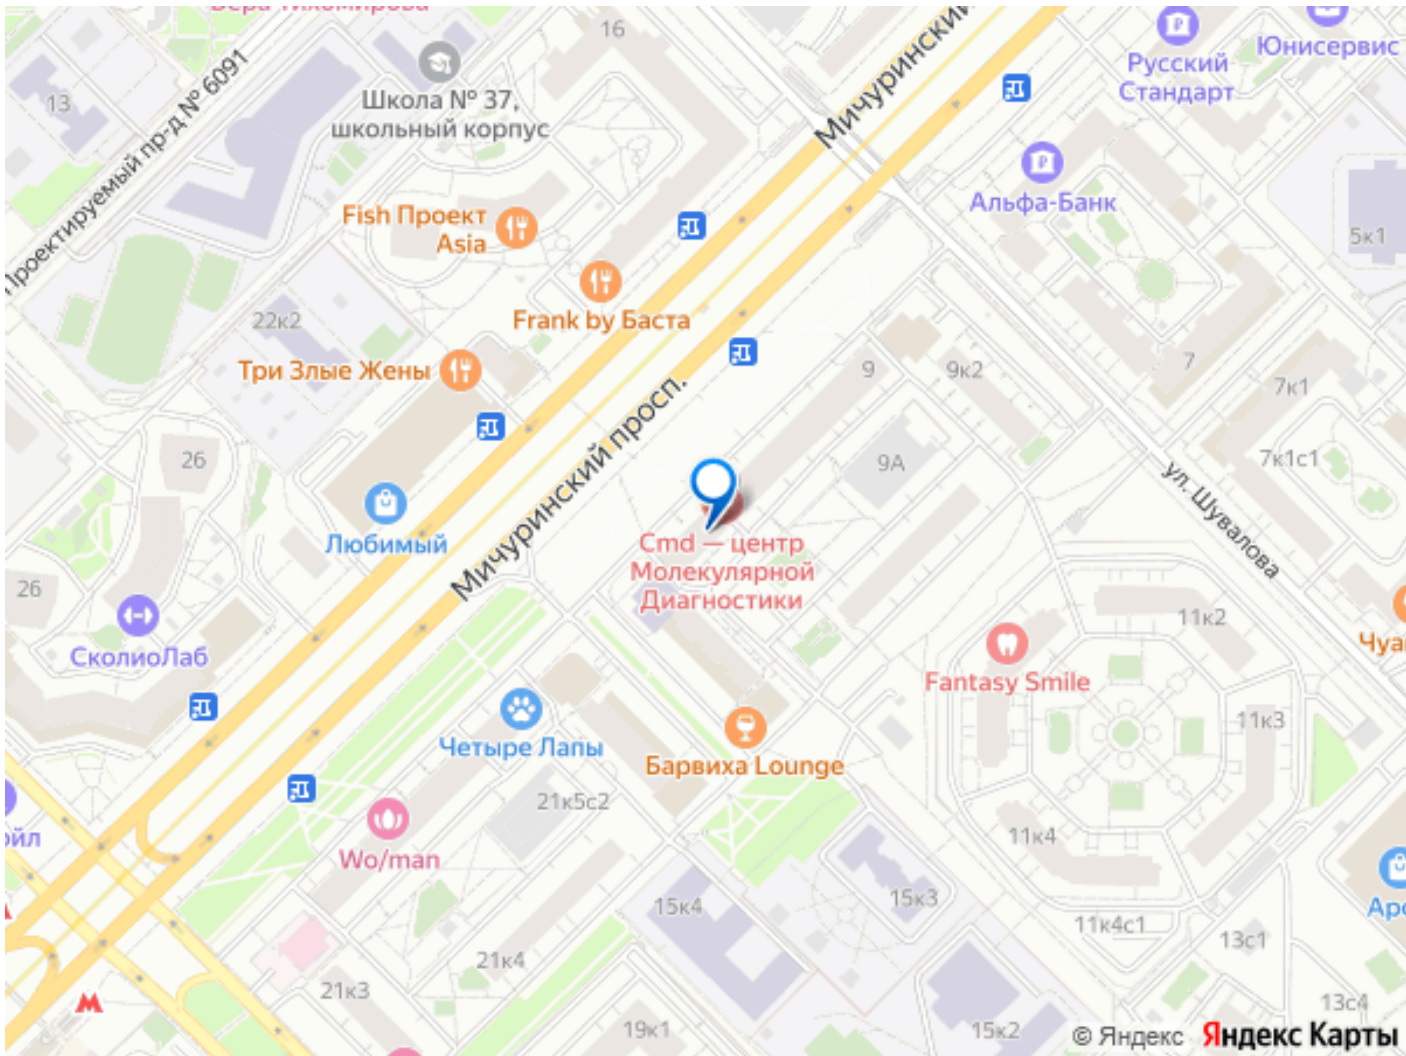 Вера Тихомирова
16
Мичуринский
Русский
Стандарт
Юнисервис
Проектируемый пр-д № 6091
13
Школа № 37,
школьный корпус
Альфа-Банк
Fish Проект
Asia
5к1
Frank by Баста
22к2
Три Злые Жены
9
9к2
7
7к1
Мичуринский просп.
26
9А
7к1с1
ул. Шувалова
Любимый
Cmd — центр
Молекулярной
Диагностики
26
11к2
СколиоЛаб
Fantasy Smile
11к3
Четыре Лапы
Барвиха Lounge
21к5с2
11к4
Wo/man
15к4
15к3
11к4с1
13с1
21к4
21к3
М
19к1
15к2
13с4
© Яндекс Яндекс Карты